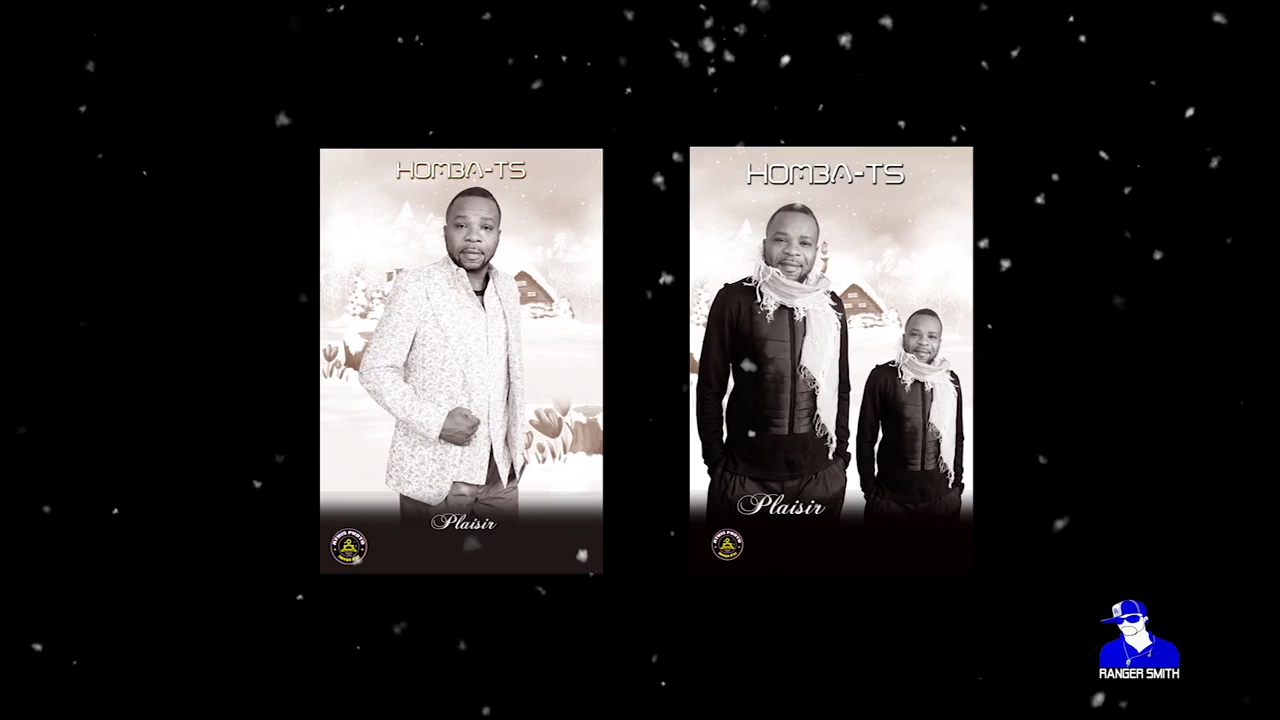 HOMBA-TS
Plaisir
HOMBA-TS
Plaisir
RANGER SMITH